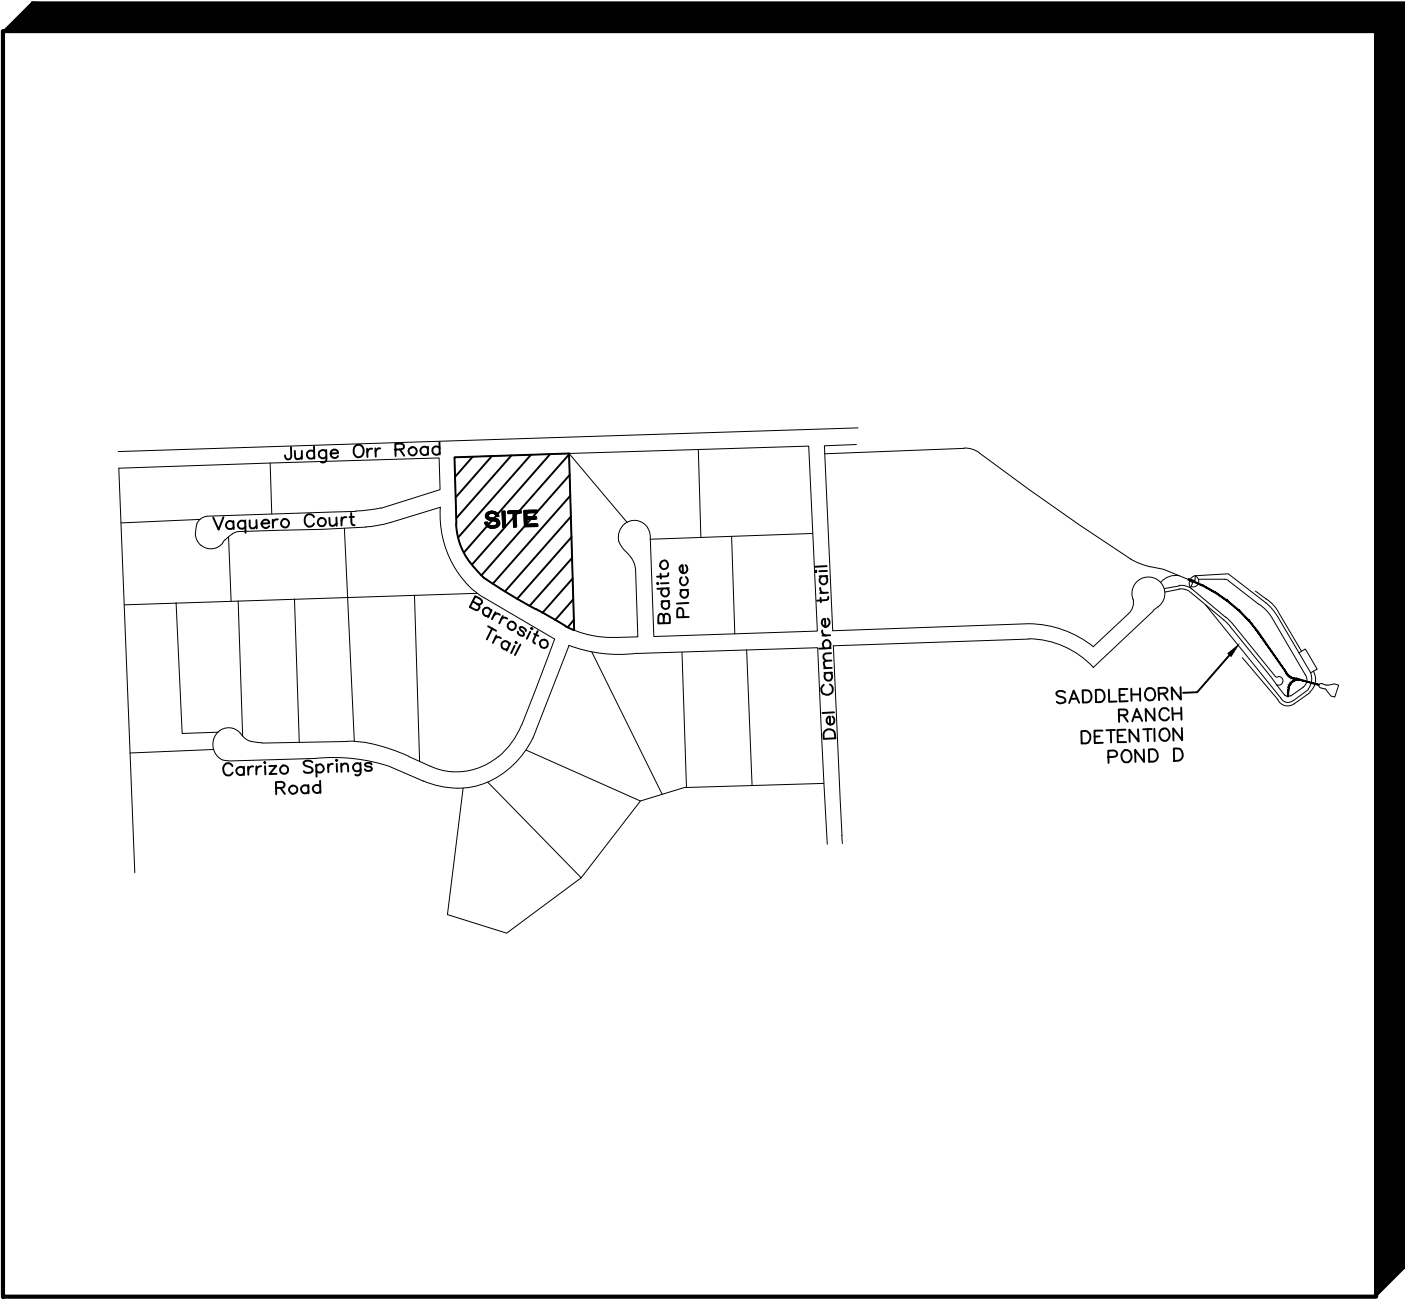 Judge Orr Road
Vaquero Court
SITE
Badito
Place
Barrosito
Trail
Del Cambre trail
SADDLEHORN
RANCH
DETENTION
POND D
Carrizo Springs
Road